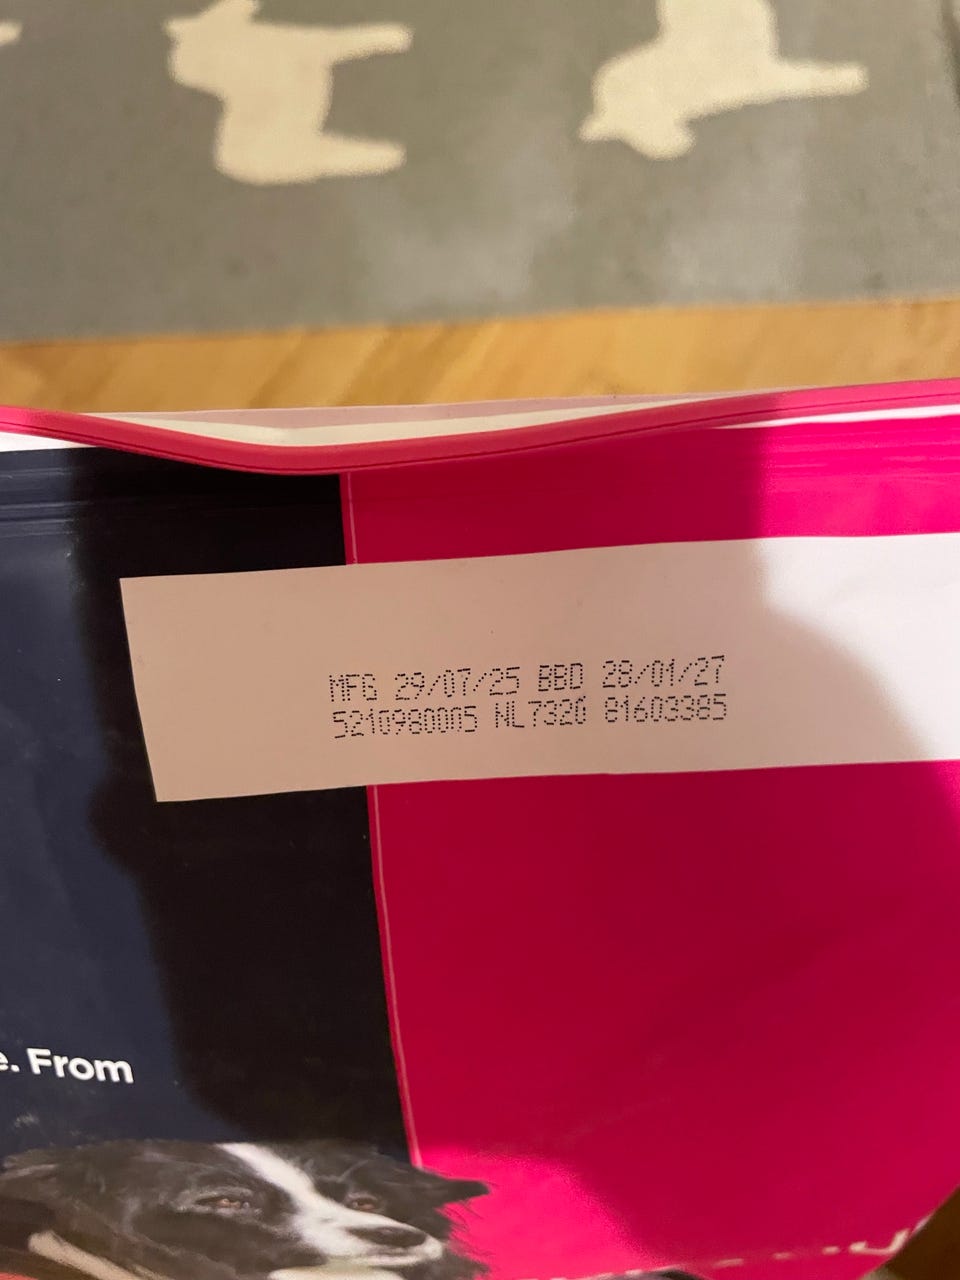 MFG 29/07/25 BBD 28/01/27
5210980005 NL7320 81603385
e. From